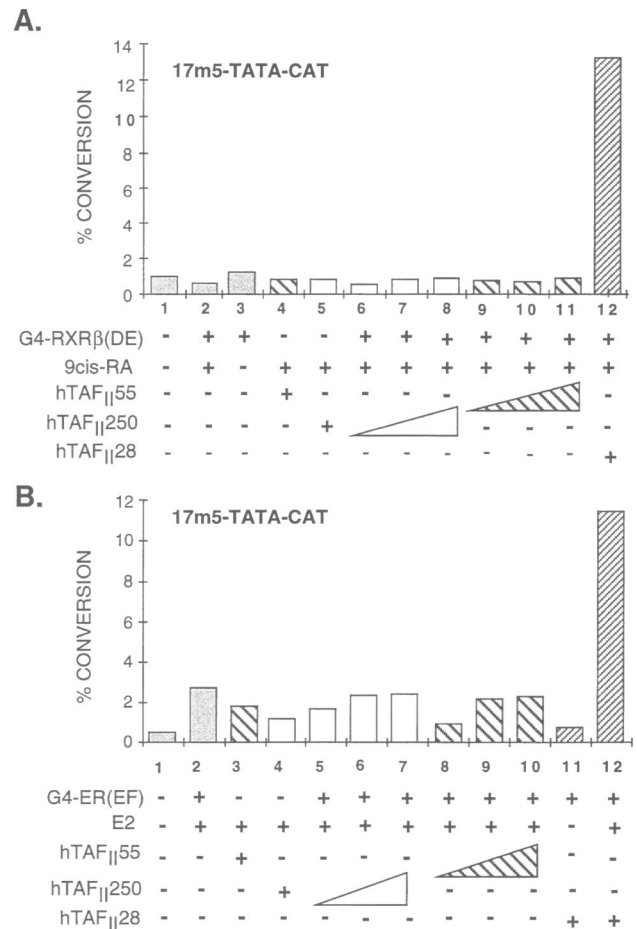 A.
17m5-TATA-CAT
% CONVERSION
14
12
10
8
6
4
2
0
1 2 3 4 5 6 7 8 9 10 11 12
G4-RXRβ(DE) - + + - - + + + + + + +
9cis-RA - + - + + + + + + + + +
hTAFII55 - - - + - - - - -
hTAFII250 - - - - + - - - -
hTAFII28 - - - - - - - - - - - +
B.
17m5-TATA-CAT
% CONVERSION
12
10
8
6
4
2
0
1 2 3 4 5 6 7 8 9 10 11 12
G4-ER(EF) - + - - + + + + + + + +
E2 - + + + + + + + + + - +
hTAFII55 - - + - - - - - -
hTAFII250 - - - + - - - - -
hTAFII28 - - - - - - - - - - + +